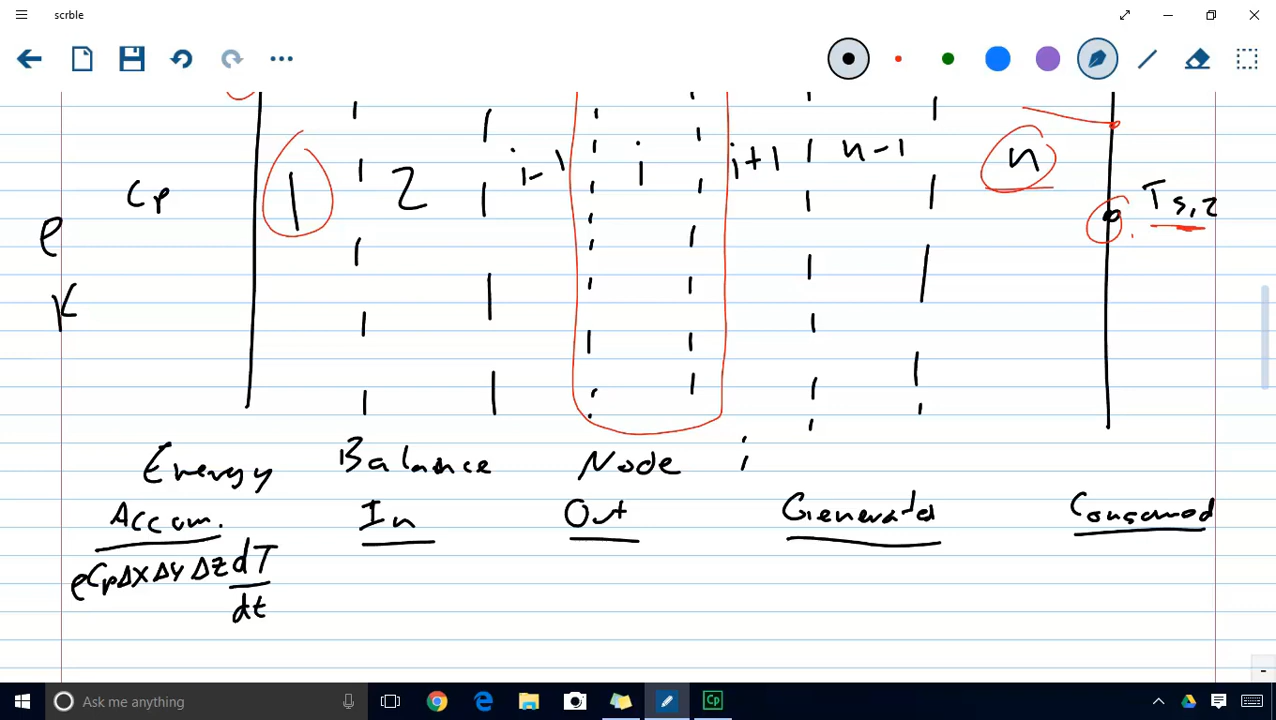 scrble
1 2 i-1 i i+1 n-1 n
Cp
Ts,2
ρ
K
Energy Balance Node i
Accum. In Out Generated Consumed
ρCpΔxΔyΔz dT
dt
Ask me anything
Cp